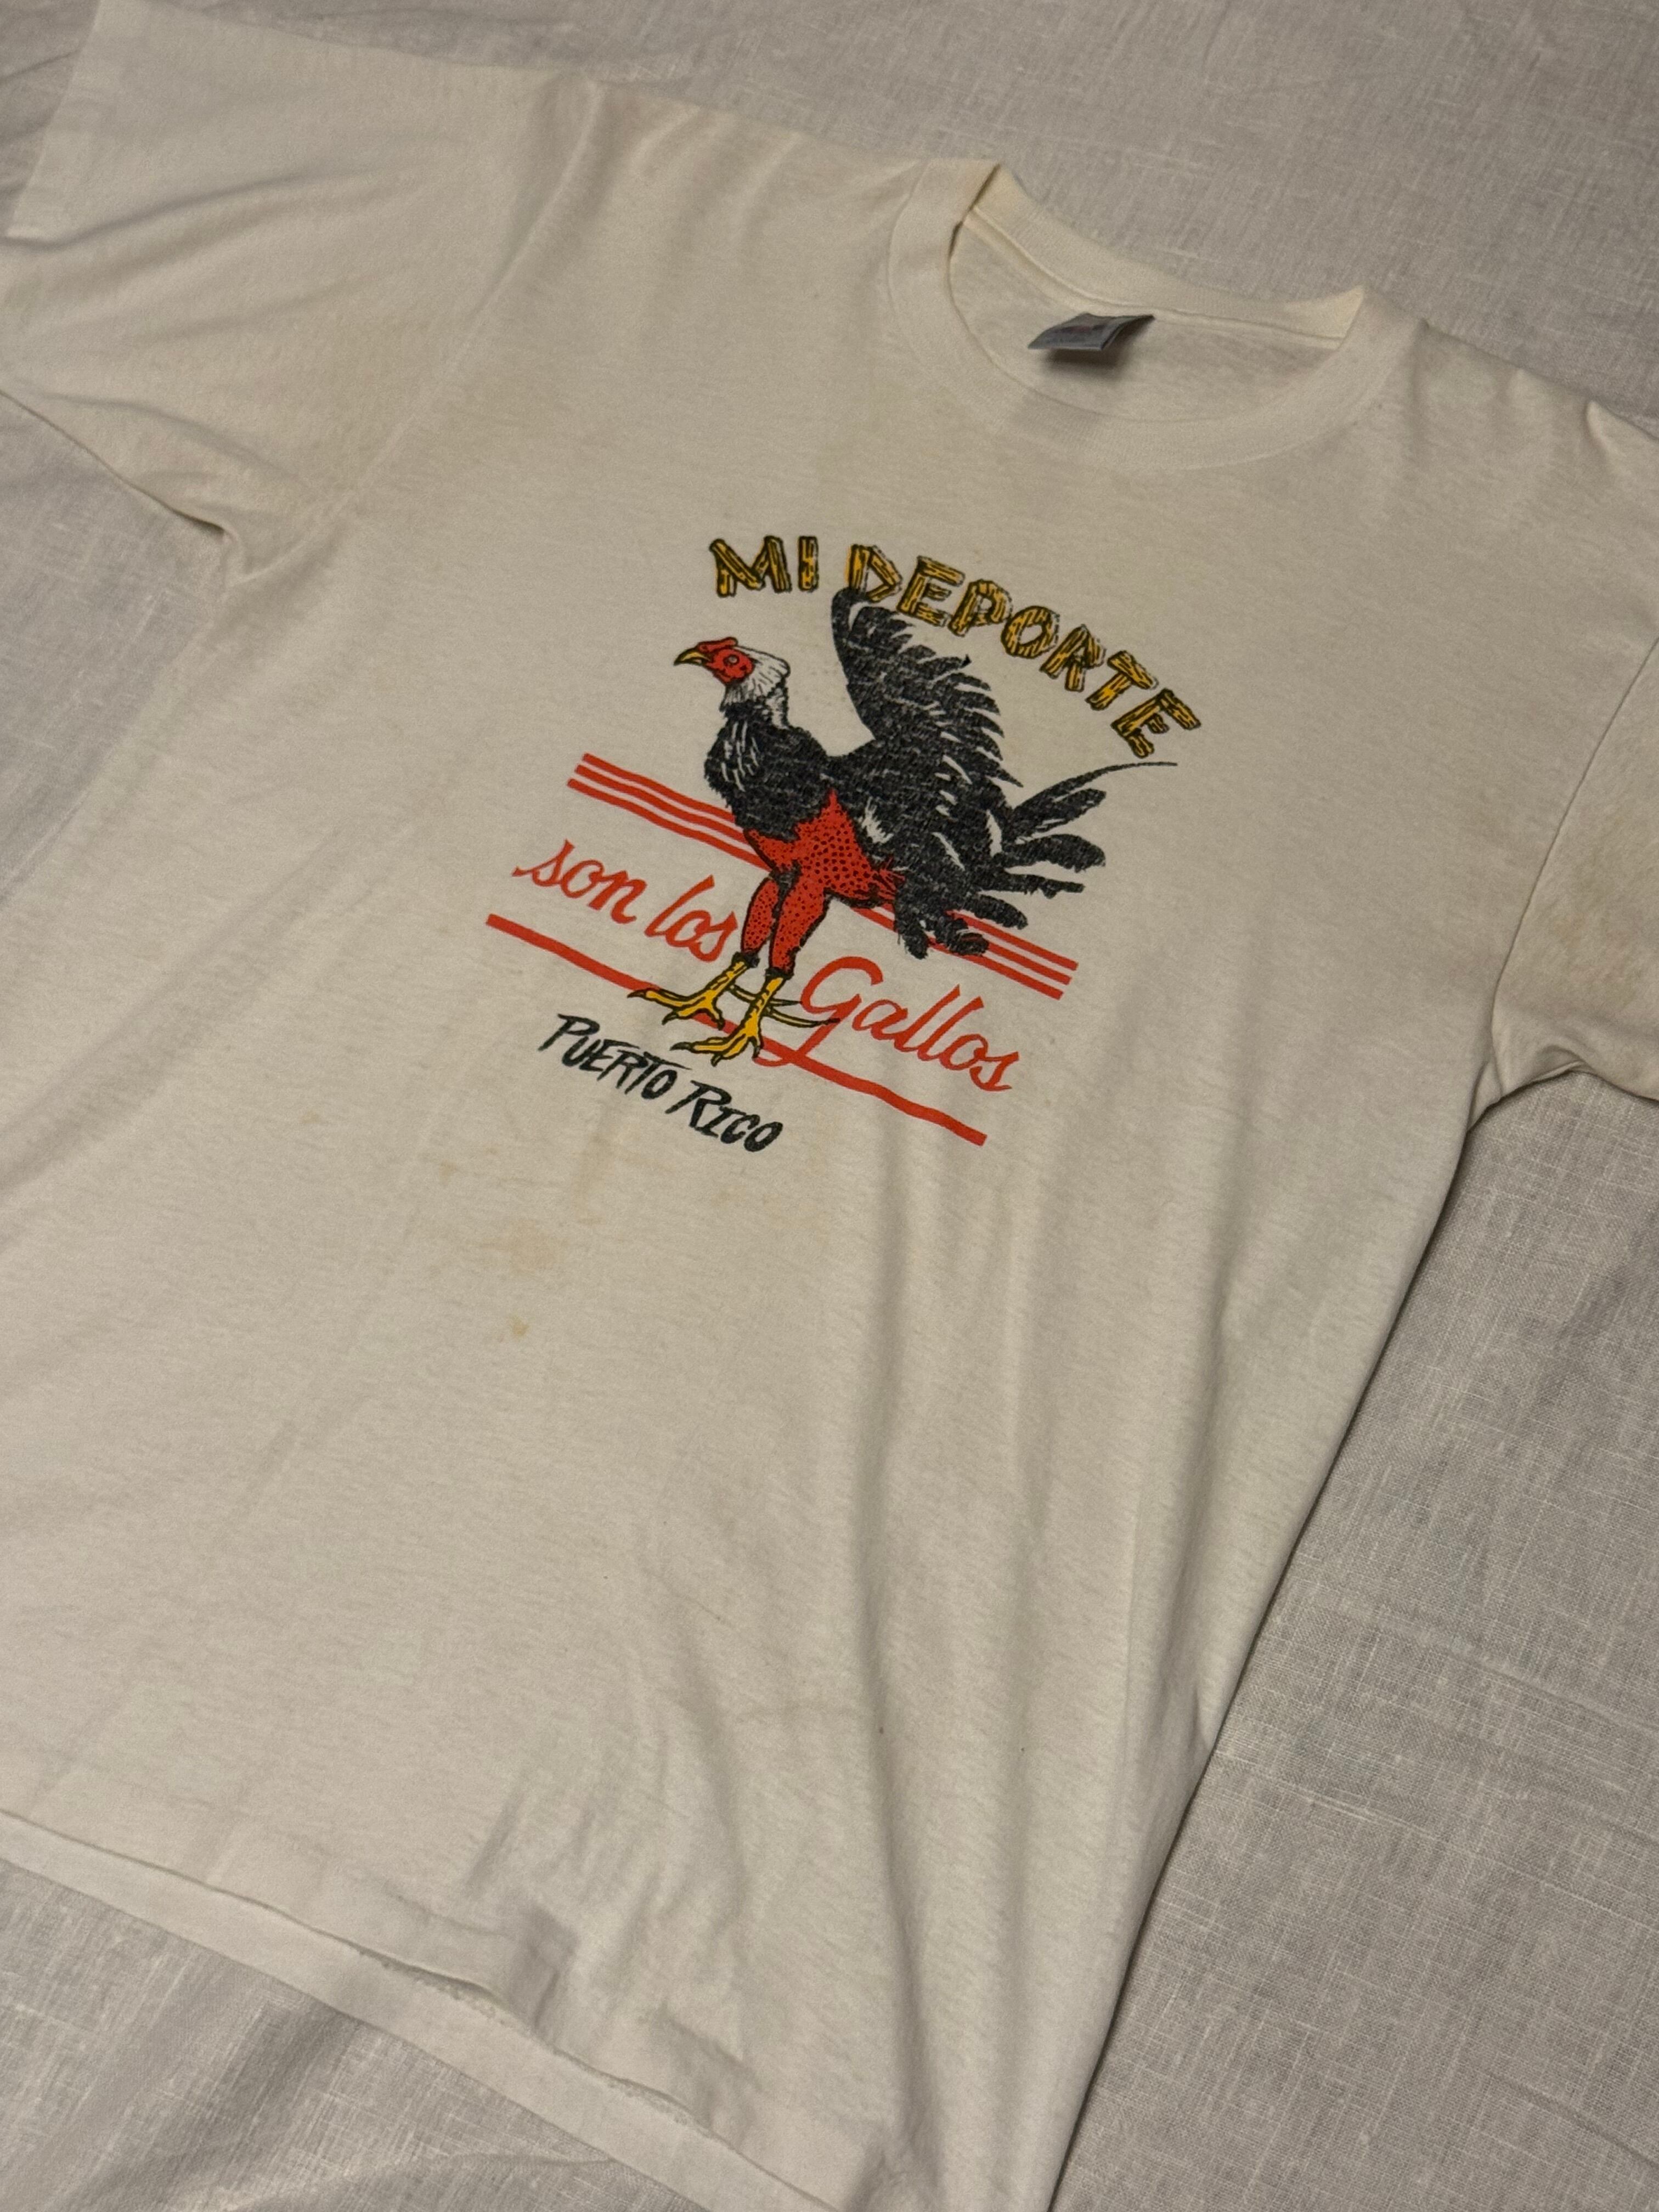 MI DEPORTE
son los Gallos
PUERTO RICO